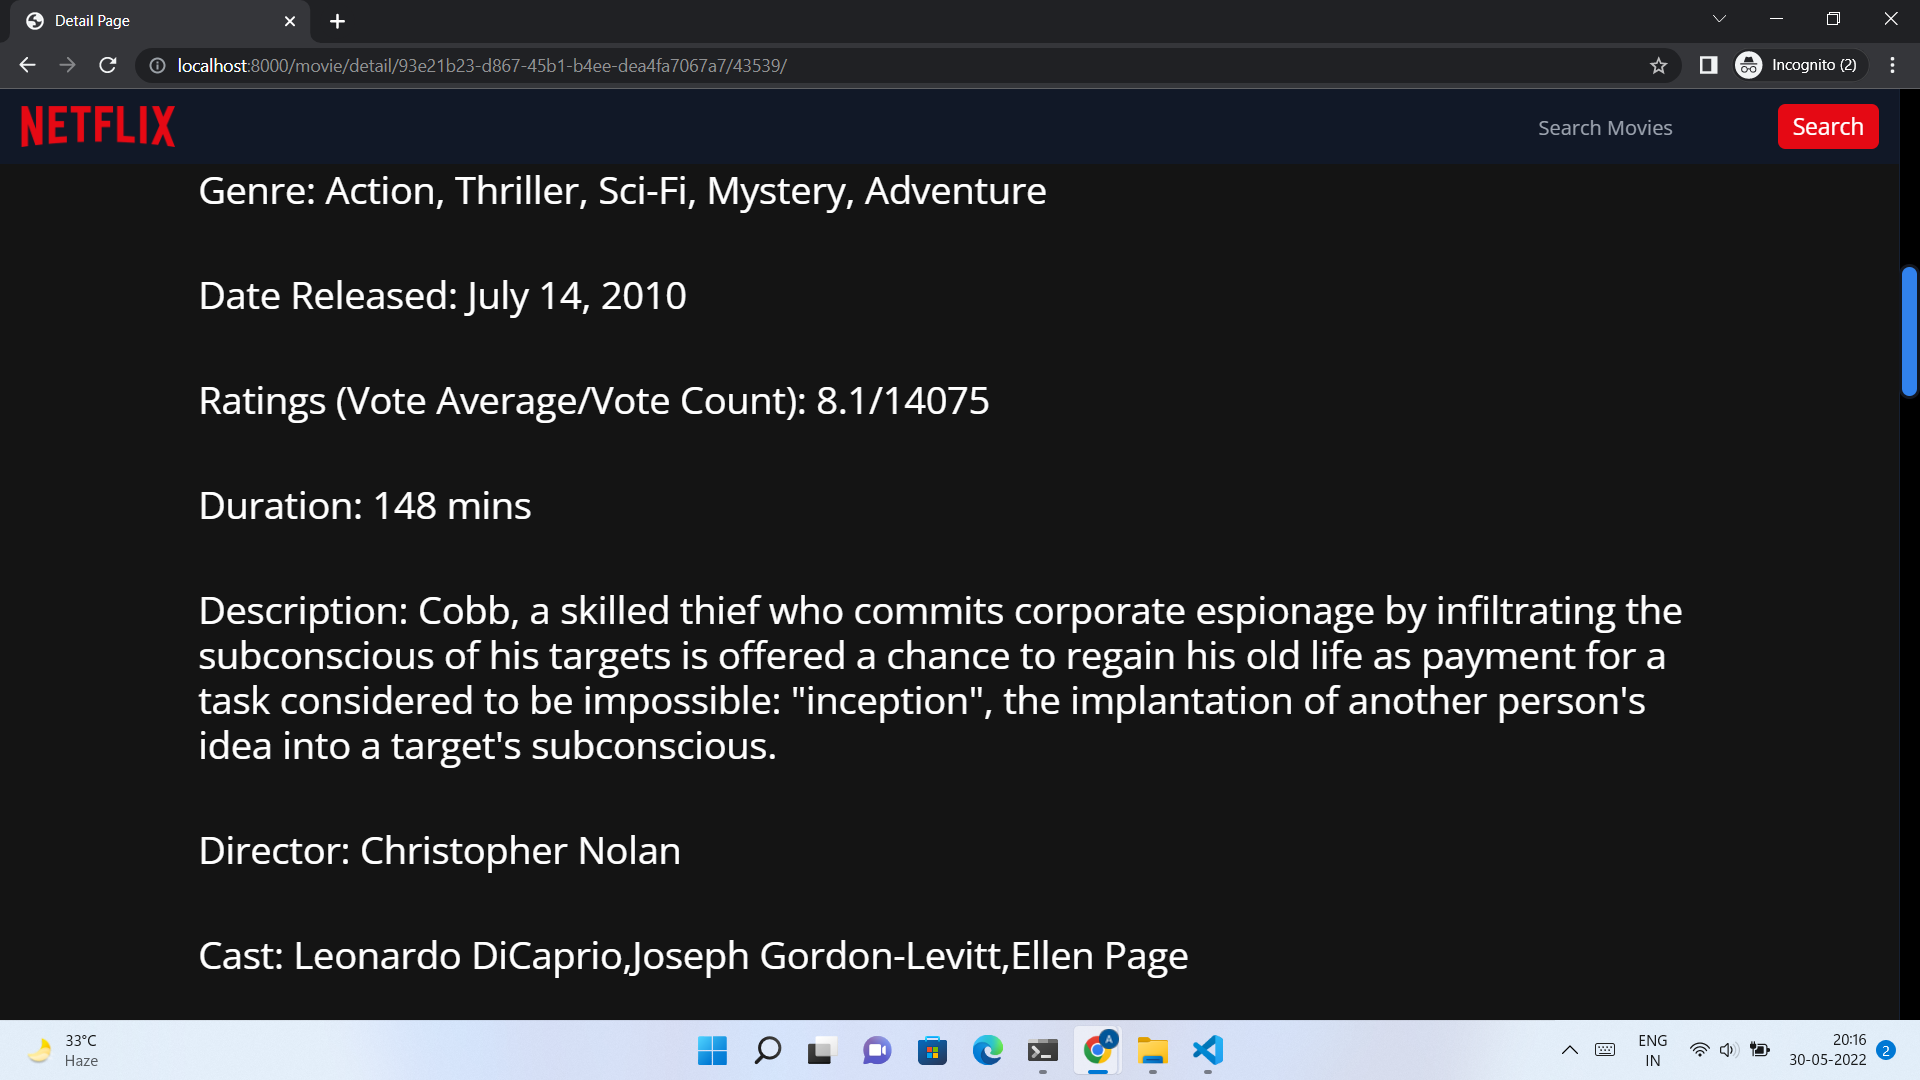 Detail Page
localhost:8000/movie/detail/93e21b23-d867-45b1-b4ee-dea4fa7067a7/43539/
Incognito (2)
NETFLIX
Search Movies
Search
Genre: Action, Thriller, Sci-Fi, Mystery, Adventure
Date Released: July 14, 2010
Ratings (Vote Average/Vote Count): 8.1/14075
Duration: 148 mins
Description: Cobb, a skilled thief who commits corporate espionage by infiltrating the
subconscious of his targets is offered a chance to regain his old life as payment for a
task considered to be impossible: "inception", the implantation of another person's
idea into a target's subconscious.
Director: Christopher Nolan
Cast: Leonardo DiCaprio,Joseph Gordon-Levitt,Ellen Page
33°C
Haze
A
ENG
IN
20:16
30-05-2022
2